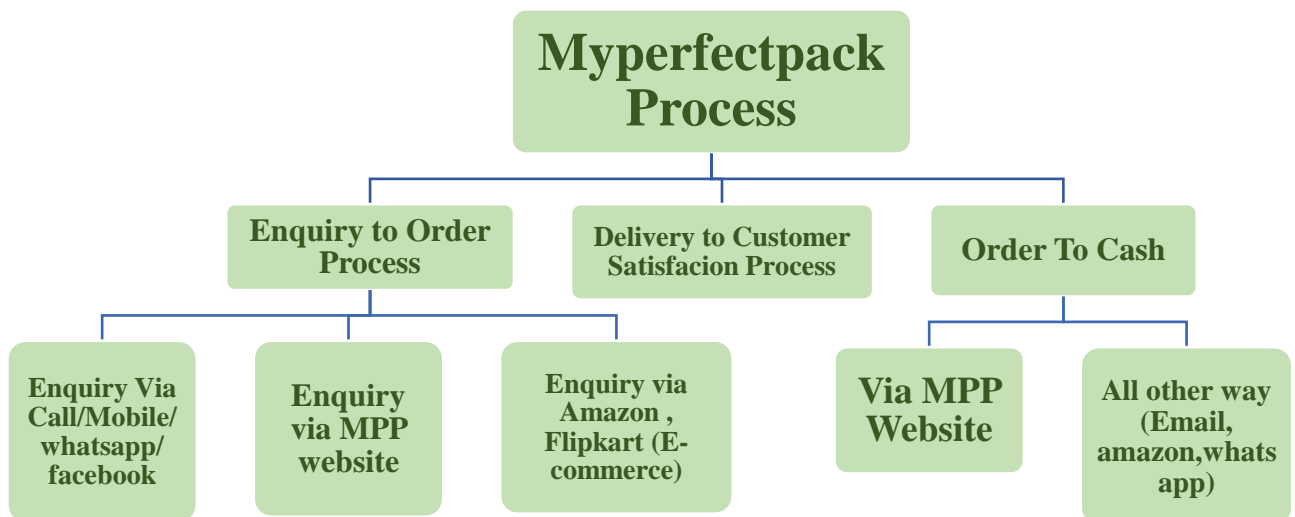 Myperfectpack
Process
Enquiry to Order
Process
Delivery to Customer
Satisfacion Process
Order To Cash
Enquiry Via
Call/Mobile/
whatsapp/
facebook
Enquiry
via MPP
website
Enquiry via
Amazon ,
Flipkart (E-
commerce)
Via MPP
Website
All other way
(Email,
amazon,whats
app)